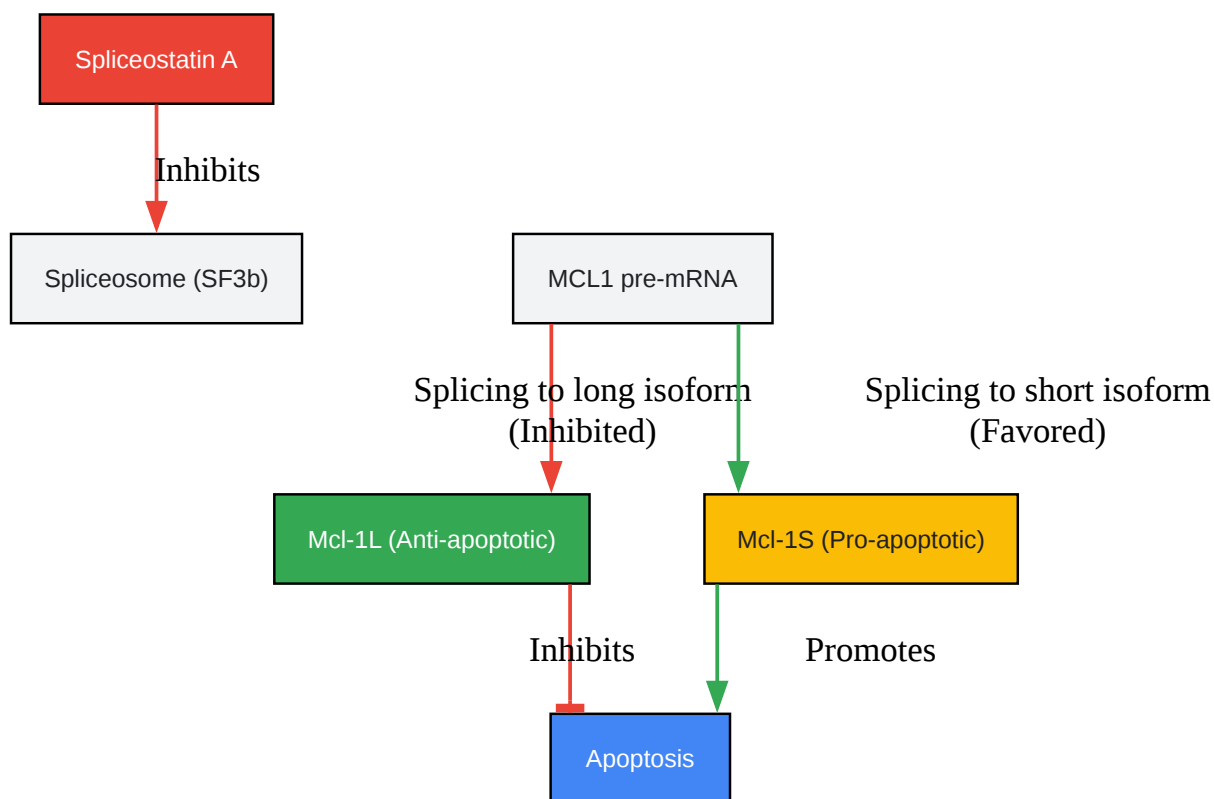 Spliceostatin A
Inhibits
Spliceosome (SF3b)
MCL1 pre-mRNA
Splicing to long isoform
(Inhibited)
Splicing to short isoform
(Favored)
Mcl-1L (Anti-apoptotic)
Mcl-1S (Pro-apoptotic)
Inhibits
Promotes
Apoptosis